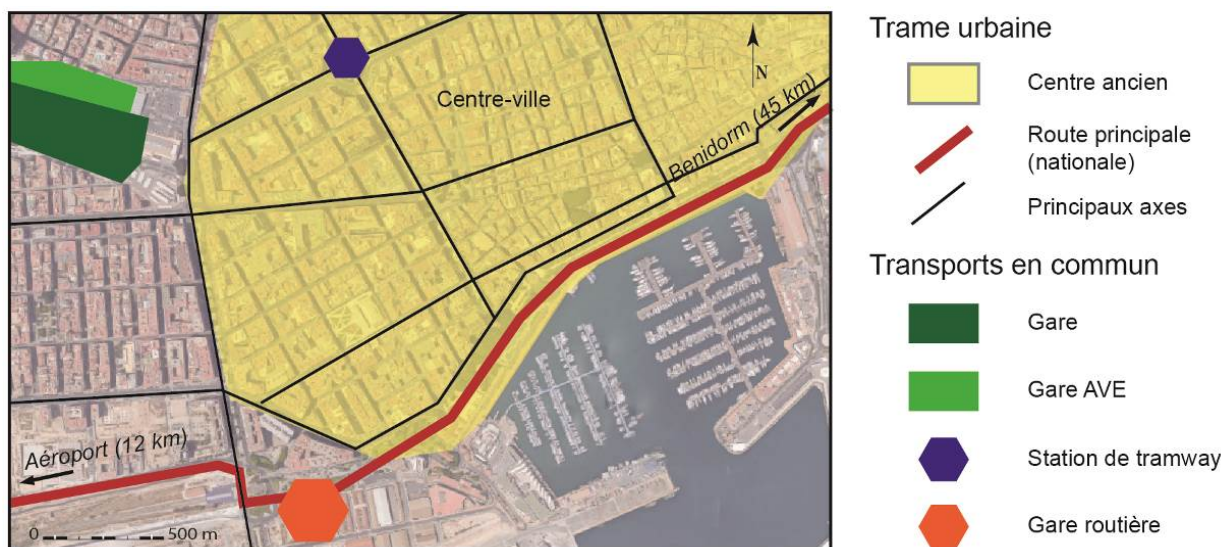 N
Centre-ville
Benidorm (45 km)
Aéroport (12 km)
0 500 m
Trame urbaine
Centre ancien
Route principale
(nationale)
Principaux axes
Transports en commun
Gare
Gare AVE
Station de tramway
Gare routière